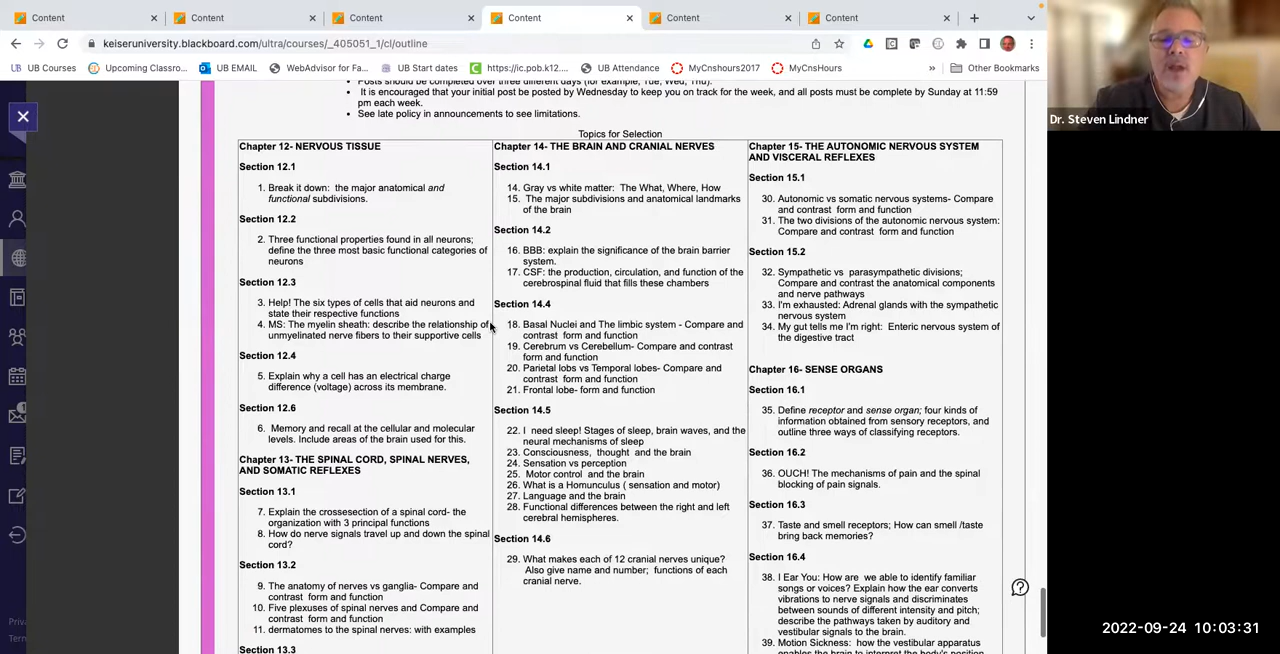 Content
Content
Content
Content
Content
Content
keiseruniversity.blackboard.com/ultra/courses/_405051_1/cl/outline
UB Courses
Upcoming Classro...
UB EMAIL
WebAdvisor for Fac...
UB Start dates
https://ic.pob.k12....
UB Attendance
MyCnshours2017
MyCnsHours
»
Other Bookmarks
Posts should be completed over three different days (for example, Tue, Wed, Thu).
• It is encouraged that your initial post be posted by Wednesday to keep you on track for the week, and all posts must be complete by Sunday at 11:59
pm each week.
• See late policy in announcements to see limitations.
Topics for Selection
Chapter 12- NERVOUS TISSUE
Section 12.1
1. Break it down: the major anatomical and
functional subdivisions.
Section 12.2
2. Three functional properties found in all neurons;
define the three most basic functional categories of
neurons
Section 12.3
3. Help! The six types of cells that aid neurons and
state their respective functions
4. MS: The myelin sheath: describe the relationship of
unmyelinated nerve fibers to their supportive cells
Section 12.4
5. Explain why a cell has an electrical charge
difference (voltage) across its membrane.
Section 12.6
6. Memory and recall at the cellular and molecular
levels. Include areas of the brain used for this.
Chapter 13- THE SPINAL CORD, SPINAL NERVES,
AND SOMATIC REFLEXES
Section 13.1
7. Explain the crossesection of a spinal cord- the
organization with 3 principal functions
8. How do nerve signals travel up and down the spinal
cord?
Section 13.2
9. The anatomy of nerves vs ganglia- Compare and
contrast form and function
10. Five plexuses of spinal nerves and Compare and
contrast form and function
11. dermatomes to the spinal nerves: with examples
Section 13.3
Chapter 14- THE BRAIN AND CRANIAL NERVES
Section 14.1
14. Gray vs white matter: The What, Where, How
15. The major subdivisions and anatomical landmarks
of the brain
Section 14.2
16. BBB: explain the significance of the brain barrier
system.
17. CSF: the production, circulation, and function of the
cerebrospinal fluid that fills these chambers
Section 14.4
18. Basal Nuclei and The limbic system - Compare and
contrast form and function
19. Cerebrum vs Cerebellum- Compare and contrast
form and function
20. Parietal lobs vs Temporal lobes- Compare and
contrast form and function
21. Frontal lobe- form and function
Section 14.5
22. I need sleep! Stages of sleep, brain waves, and the
neural mechanisms of sleep
23. Consciousness, thought and the brain
24. Sensation vs perception
25. Motor control and the brain
26. What is a Homunculus ( sensation and motor)
27. Language and the brain
28. Functional differences between the right and left
cerebral hemispheres.
Section 14.6
29. What makes each of 12 cranial nerves unique?
Also give name and number; functions of each
cranial nerve.
Chapter 15- THE AUTONOMIC NERVOUS SYSTEM
AND VISCERAL REFLEXES
Section 15.1
30. Autonomic vs somatic nervous systems- Compare
and contrast form and function
31. The two divisions of the autonomic nervous system:
Compare and contrast form and function
Section 15.2
32. Sympathetic vs parasympathetic divisions;
Compare and contrast the anatomical components
and nerve pathways
33. I'm exhausted: Adrenal glands with the sympathetic
nervous system
34. My gut tells me I'm right: Enteric nervous system of
the digestive tract
Chapter 16- SENSE ORGANS
Section 16.1
35. Define receptor and sense organ; four kinds of
information obtained from sensory receptors, and
outline three ways of classifying receptors.
Section 16.2
36. OUCH! The mechanisms of pain and the spinal
blocking of pain signals.
Section 16.3
37. Taste and smell receptors; How can smell /taste
bring back memories?
Section 16.4
38. I Ear You: How are we able to identify familiar
songs or voices? Explain how the ear converts
vibrations to nerve signals and discriminates
between sounds of different intensity and pitch;
describe the pathways taken by auditory and
vestibular signals to the brain.
39. Motion Sickness: how the vestibular apparatus
enables the brain to interpret the body's position
Priva
Term
Dr. Steven Lindner
2022-09-24 10:03:31